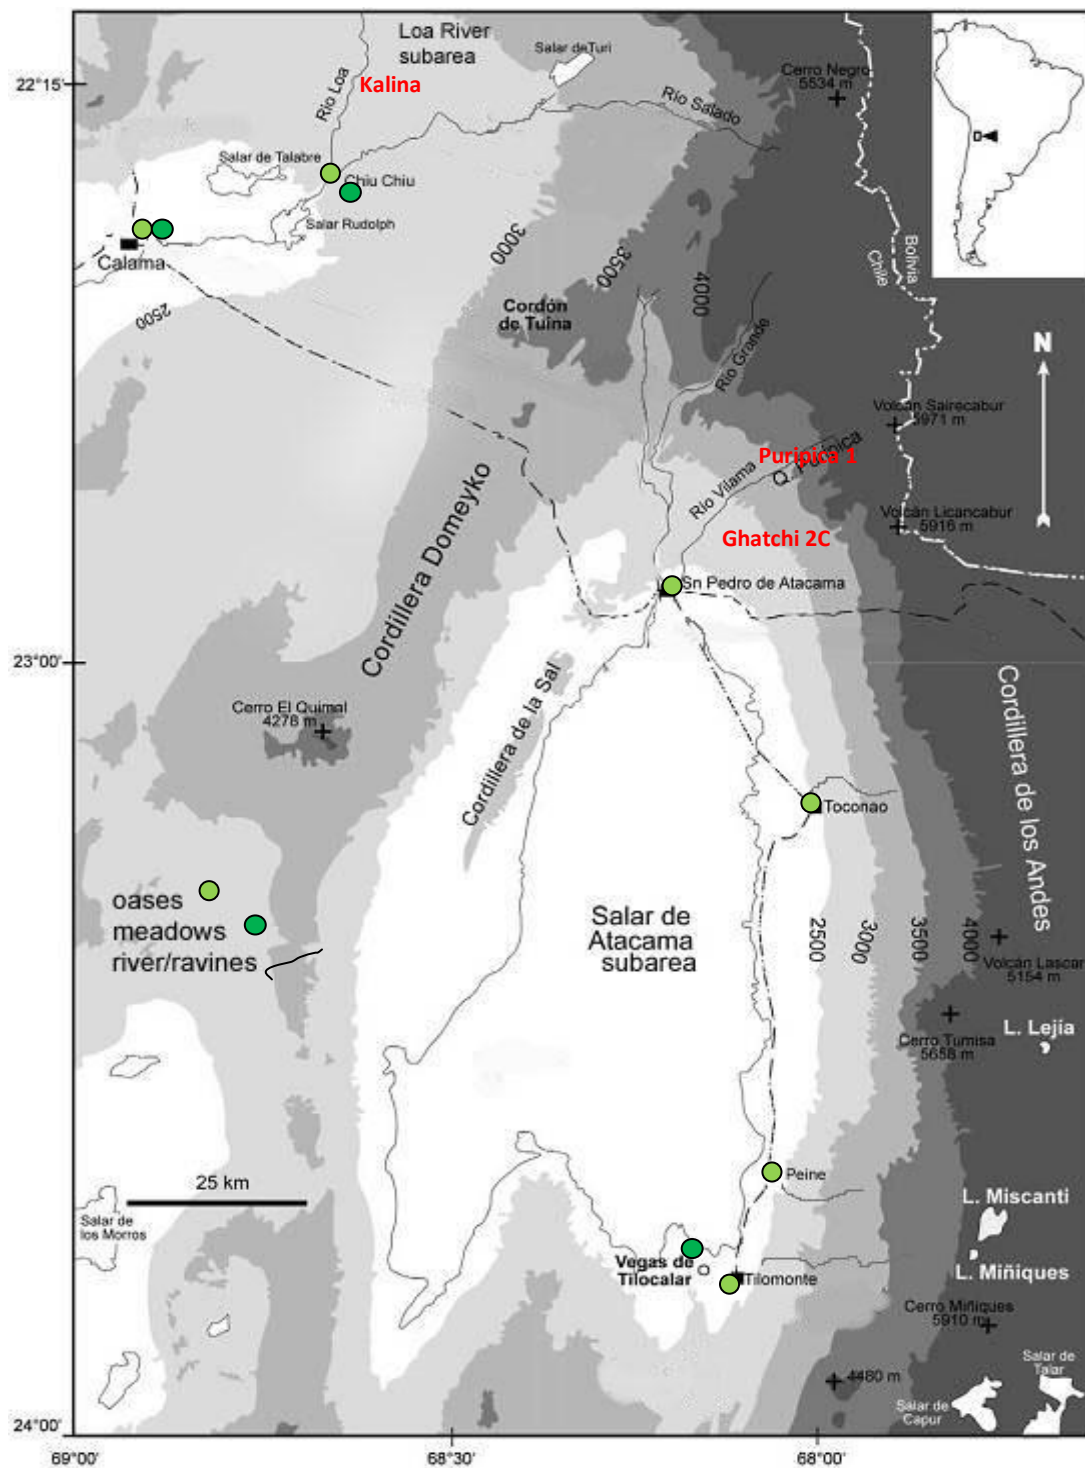 Loa River
subarea
Salar deTuri
22°15'
Kalina
Río Loa
Cerro Negro
5534 m
Río Salado
Salar de Talabre
Chiu Chiu
Salar Rudolph
Calama
2500
3000
3500
4000
Bolivia
Chile
Cordón
de Tuina
Río Grande
N
Volcán Sairecabur
5971 m
Puripica 1
Q. Puripica
Río Vilama
Volcán Licancabur
5916 m
Ghatchi 2C
Cordillera Domeyko
Sn Pedro de Atacama
23°00'
Cordillera de la Sal
Cerro El Quimal
4278 m
Cordillera de los Andes
Toconao
oases
meadows
river/ravines
Salar de
Atacama
subarea
2500
3000
3500
4000
Volcán Lascar
5154 m
L. Lejía
Cerro Tumisa
5658 m
Peine
25 km
L. Miscanti
Salar de
los Morros
Vegas de
Tilocalar
Tilomonte
L. Miñiques
Cerro Miñiques
5910 m
4480 m
Salar de
Talar
Salar de
Capur
24°00'
69°00'
68°30'
68°00'